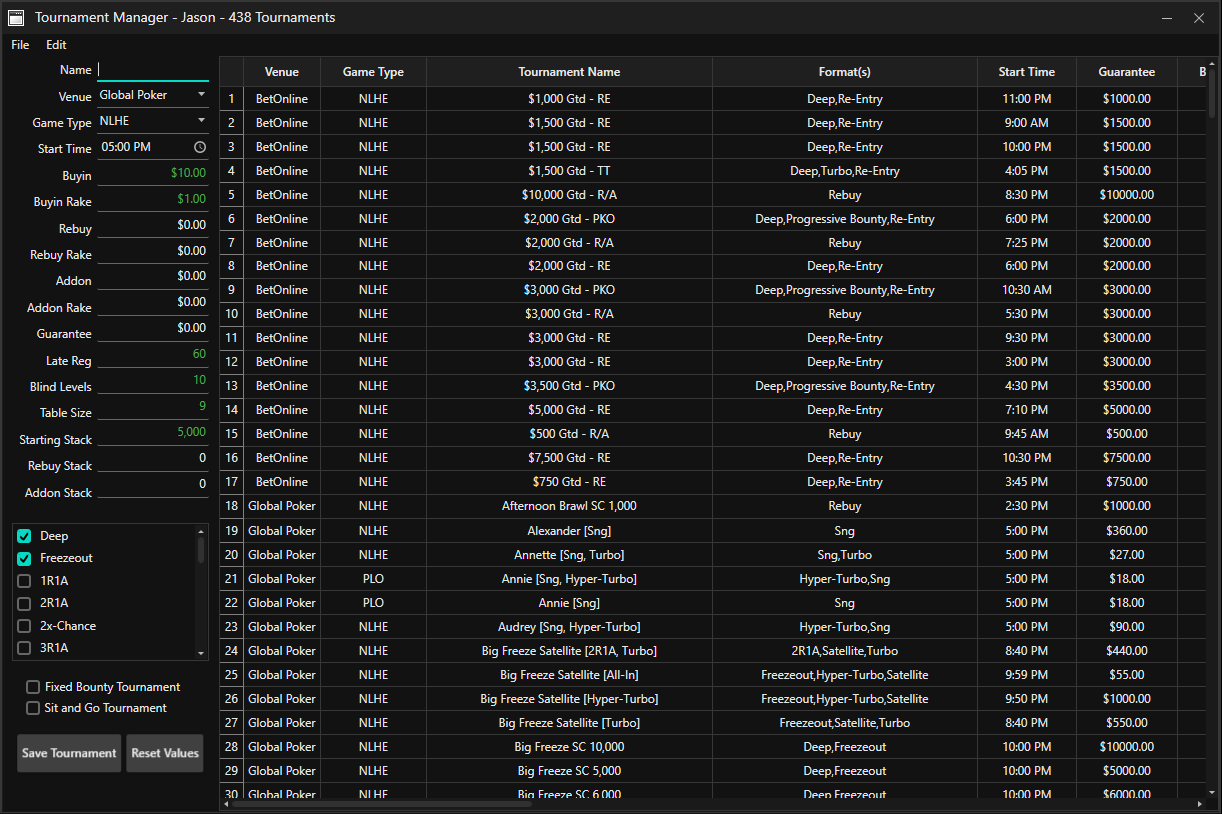 Tournament Manager - Jason - 438 Tournaments
File Edit
Name
Venue Global Poker
Game Type NLHE
Start Time 05:00 PM
Buyin $10.00
Buyin Rake $1.00
Rebuy $0.00
Rebuy Rake $0.00
Addon $0.00
Addon Rake $0.00
Guarantee $0.00
Late Reg 60
Blind Levels 10
Table Size 9
Starting Stack 5,000
Rebuy Stack 0
Addon Stack 0
Deep
Freezeout
1R1A
2R1A
2x-Chance
3R1A
Fixed Bounty Tournament
Sit and Go Tournament
Save Tournament Reset Values
Venue Game Type Tournament Name Format(s) Start Time Guarantee B
1 BetOnline NLHE $1,000 Gtd - RE Deep,Re-Entry 11:00 PM $1000.00
2 BetOnline NLHE $1,500 Gtd - RE Deep,Re-Entry 9:00 AM $1500.00
3 BetOnline NLHE $1,500 Gtd - RE Deep,Re-Entry 10:00 PM $1500.00
4 BetOnline NLHE $1,500 Gtd - TT Deep,Turbo,Re-Entry 4:05 PM $1500.00
5 BetOnline NLHE $10,000 Gtd - R/A Rebuy 8:30 PM $10000.00
6 BetOnline NLHE $2,000 Gtd - PKO Deep,Progressive Bounty,Re-Entry 6:00 PM $2000.00
7 BetOnline NLHE $2,000 Gtd - R/A Rebuy 7:25 PM $2000.00
8 BetOnline NLHE $2,000 Gtd - RE Deep,Re-Entry 6:00 PM $2000.00
9 BetOnline NLHE $3,000 Gtd - PKO Deep,Progressive Bounty,Re-Entry 10:30 AM $3000.00
10 BetOnline NLHE $3,000 Gtd - R/A Rebuy 5:30 PM $3000.00
11 BetOnline NLHE $3,000 Gtd - RE Deep,Re-Entry 9:30 PM $3000.00
12 BetOnline NLHE $3,000 Gtd - RE Deep,Re-Entry 3:00 PM $3000.00
13 BetOnline NLHE $3,500 Gtd - PKO Deep,Progressive Bounty,Re-Entry 4:30 PM $3500.00
14 BetOnline NLHE $5,000 Gtd - RE Deep,Re-Entry 7:10 PM $5000.00
15 BetOnline NLHE $500 Gtd - R/A Rebuy 9:45 AM $500.00
16 BetOnline NLHE $7,500 Gtd - RE Deep,Re-Entry 10:30 PM $7500.00
17 BetOnline NLHE $750 Gtd - RE Deep,Re-Entry 3:45 PM $750.00
18 Global Poker NLHE Afternoon Brawl SC 1,000 Rebuy 2:30 PM $1000.00
19 Global Poker NLHE Alexander [Sng] Sng 5:00 PM $360.00
20 Global Poker NLHE Annette [Sng, Turbo] Sng,Turbo 5:00 PM $27.00
21 Global Poker PLO Annie [Sng, Hyper-Turbo] Hyper-Turbo,Sng 5:00 PM $18.00
22 Global Poker PLO Annie [Sng] Sng 5:00 PM $18.00
23 Global Poker NLHE Audrey [Sng, Hyper-Turbo] Hyper-Turbo,Sng 5:00 PM $90.00
24 Global Poker NLHE Big Freeze Satellite [2R1A, Turbo] 2R1A,Satellite,Turbo 8:40 PM $440.00
25 Global Poker NLHE Big Freeze Satellite [All-In] Freezeout,Hyper-Turbo,Satellite 9:59 PM $55.00
26 Global Poker NLHE Big Freeze Satellite [Hyper-Turbo] Freezeout,Hyper-Turbo,Satellite 9:50 PM $1000.00
27 Global Poker NLHE Big Freeze Satellite [Turbo] Freezeout,Satellite,Turbo 8:40 PM $550.00
28 Global Poker NLHE Big Freeze SC 10,000 Deep,Freezeout 10:00 PM $10000.00
29 Global Poker NLHE Big Freeze SC 5,000 Deep,Freezeout 10:00 PM $5000.00
30 Global Poker NLHE Big Freeze SC 6,000 Deep,Freezeout 10:00 PM $6000.00